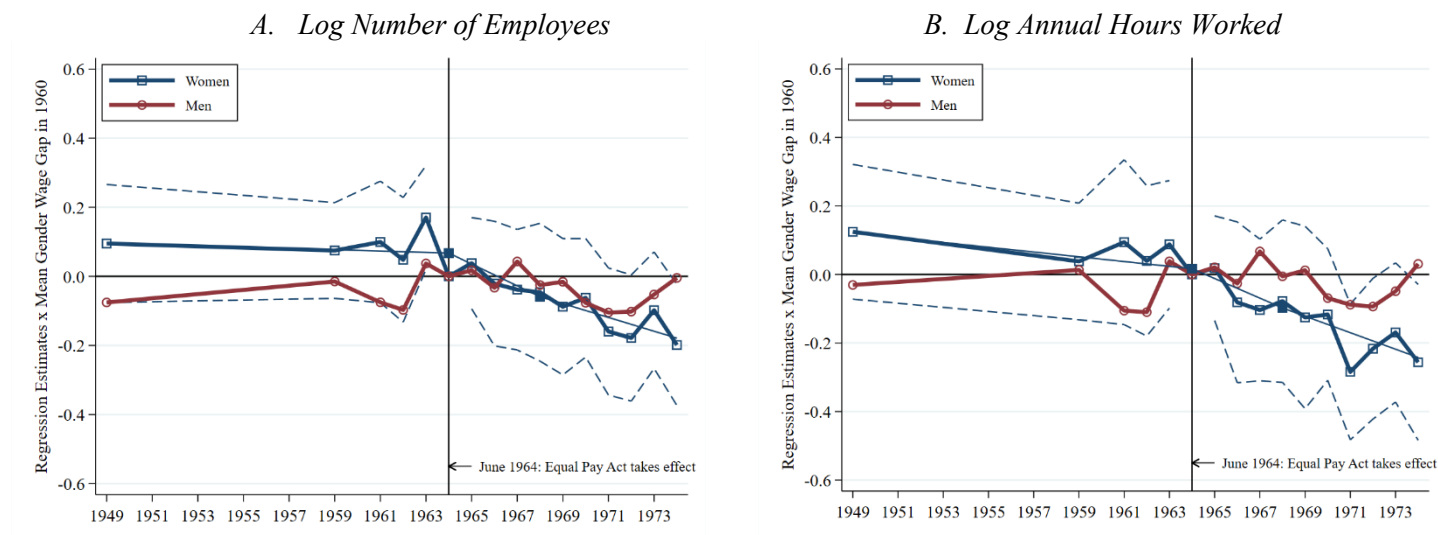 A. Log Number of Employees
Regression Estimates x Mean Gender Wage Gap in 1960
0.6
0.4
0.2
0.0
-0.2
-0.4
-0.6
Women
Men
June 1964: Equal Pay Act takes effect
1949 1951 1953 1955 1957 1959 1961 1963 1965 1967 1969 1971 1973
B. Log Annual Hours Worked
Regression Estimates x Mean Gender Wage Gap in 1960
0.6
0.4
0.2
0.0
-0.2
-0.4
-0.6
Women
Men
June 1964: Equal Pay Act takes effect
1949 1951 1953 1955 1957 1959 1961 1963 1965 1967 1969 1971 1973